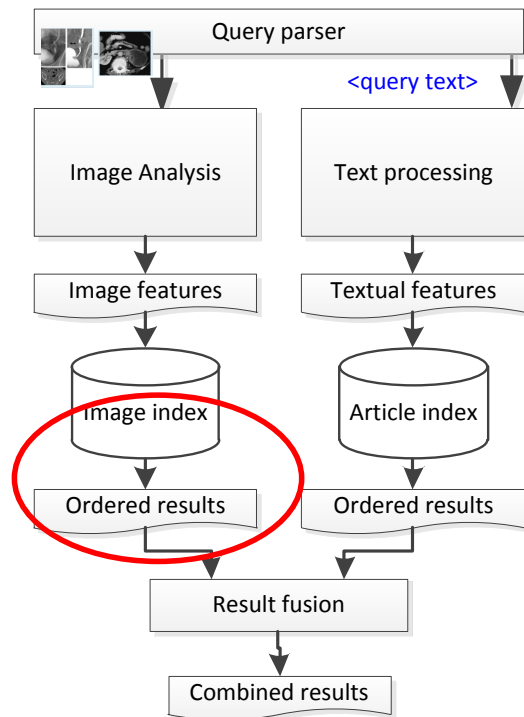 Query parser
<query text>
Image Analysis
Text processing
Image features
Textual features
Image index
Article index
Ordered results
Ordered results
Result fusion
Combined results